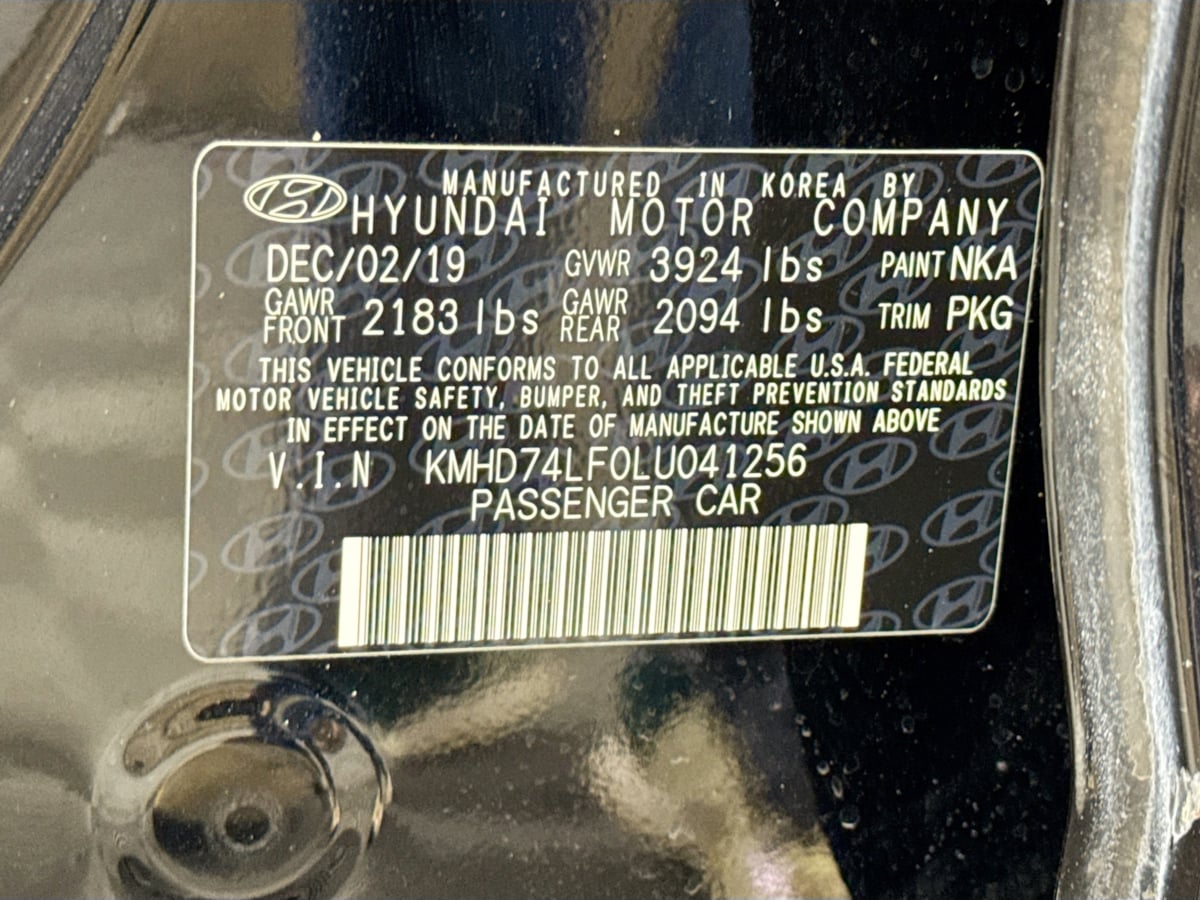 MANUFACTURED IN KOREA BY
HYUNDAI MOTOR COMPANY
DEC/02/19 GVWR 3924 lbs PAINT NKA
GAWR FRONT 2183 lbs GAWR REAR 2094 lbs TRIM PKG
THIS VEHICLE CONFORMS TO ALL APPLICABLE U.S.A. FEDERAL
MOTOR VEHICLE SAFETY, BUMPER, AND THEFT PREVENTION STANDARDS
IN EFFECT ON THE DATE OF MANUFACTURE SHOWN ABOVE
V.I.N KMHD74LF0LU041256
PASSENGER CAR